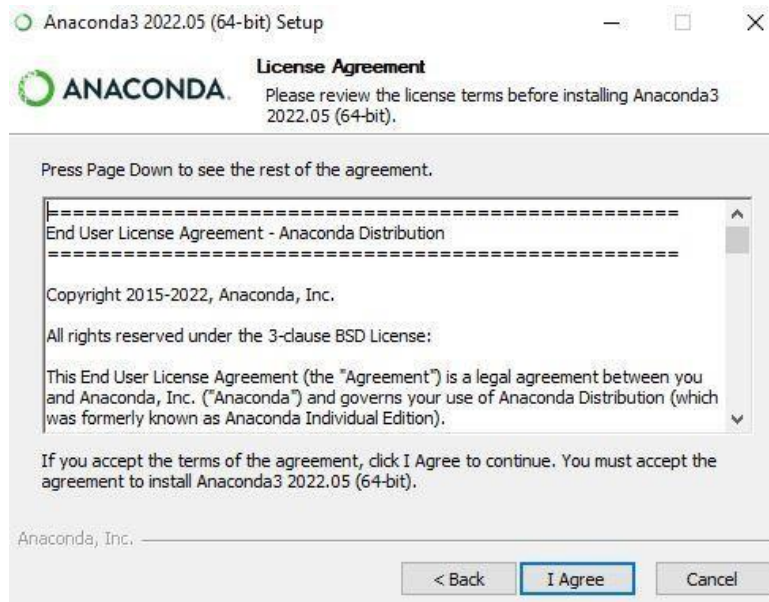 Anaconda3 2022.05 (64-bit) Setup
ANACONDA.
License Agreement
Please review the license terms before installing Anaconda3
2022.05 (64-bit).
Press Page Down to see the rest of the agreement.
====================================================
End User License Agreement - Anaconda Distribution
====================================================
Copyright 2015-2022, Anaconda, Inc.
All rights reserved under the 3-clause BSD License:
This End User License Agreement (the "Agreement") is a legal agreement between you
and Anaconda, Inc. ("Anaconda") and governs your use of Anaconda Distribution (which
was formerly known as Anaconda Individual Edition).
If you accept the terms of the agreement, click I Agree to continue. You must accept the
agreement to install Anaconda3 2022.05 (64-bit).
Anaconda, Inc.
< Back
I Agree
Cancel